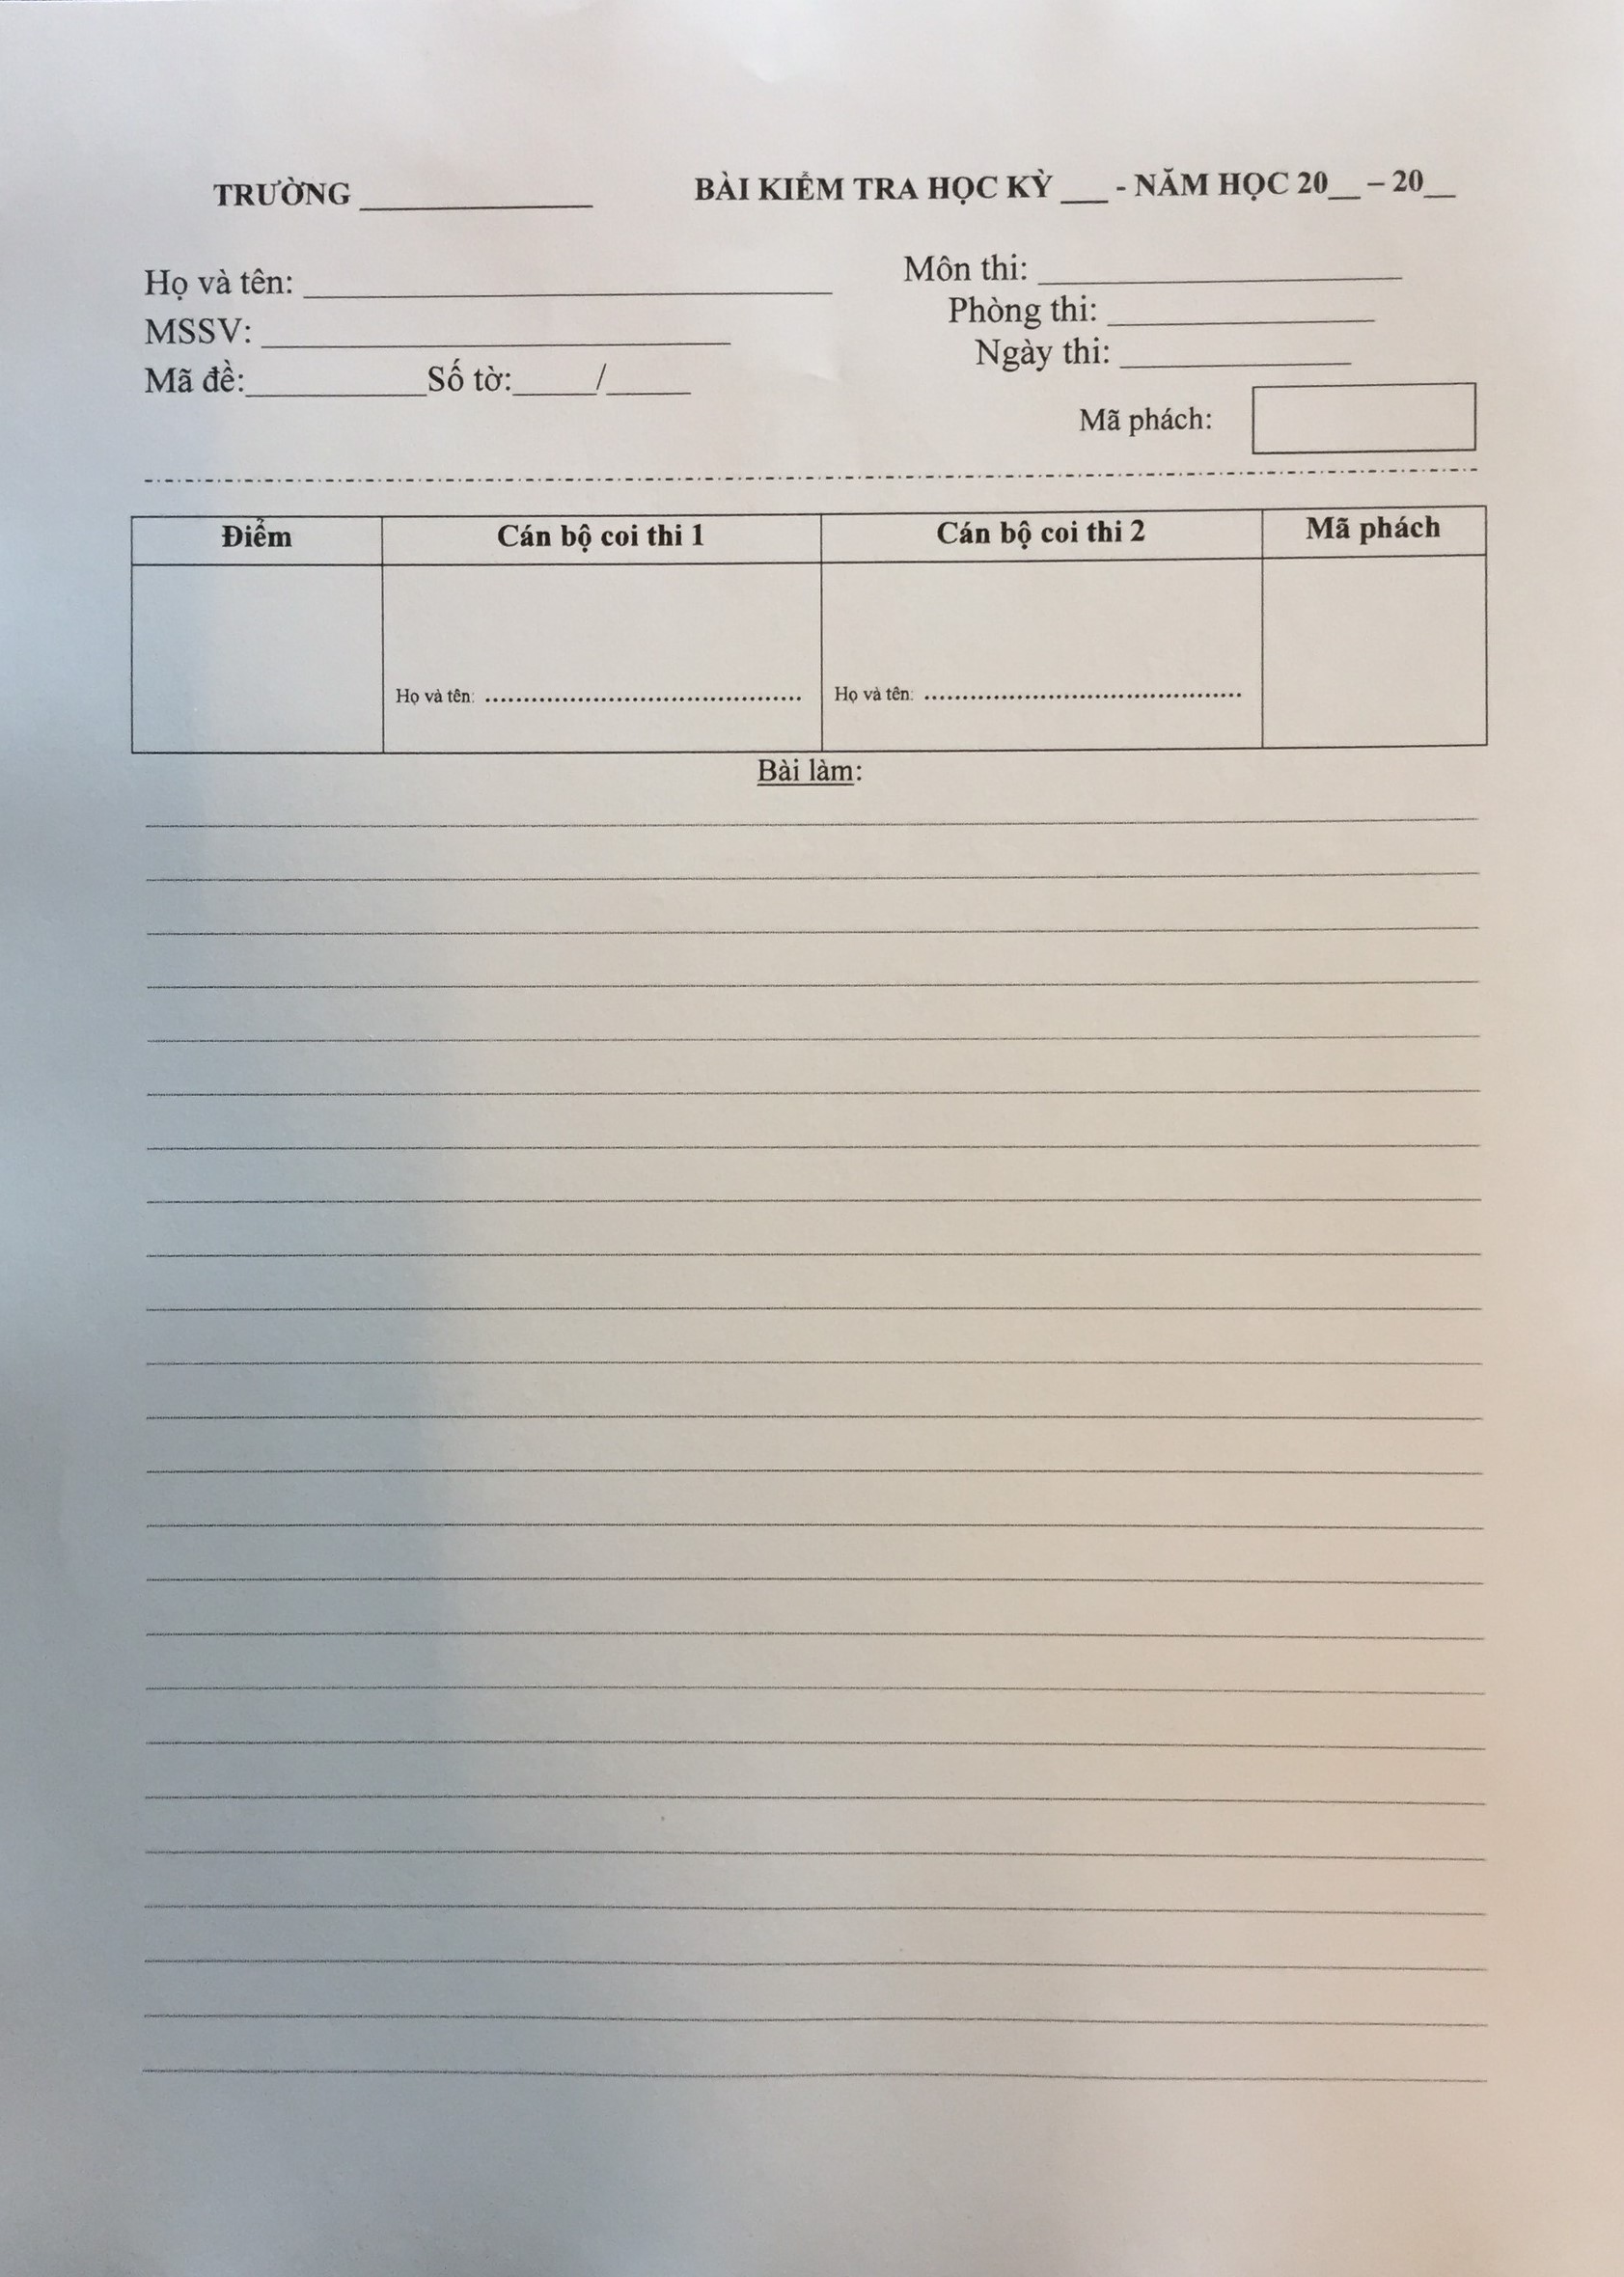 TRƯỜNG ______________ BÀI KIỂM TRA HỌC KỲ ___ - NĂM HỌC 20__ – 20__
Họ và tên: ______________________________ Môn thi: ____________________
MSSV: __________________________ Phòng thi: _______________
Mã đề:__________Số tờ:_____/_____ Ngày thi: _____________
Mã phách:
Điểm Cán bộ coi thi 1 Cán bộ coi thi 2 Mã phách
Họ và tên: .......................................... Họ và tên: ..........................................
Bài làm: